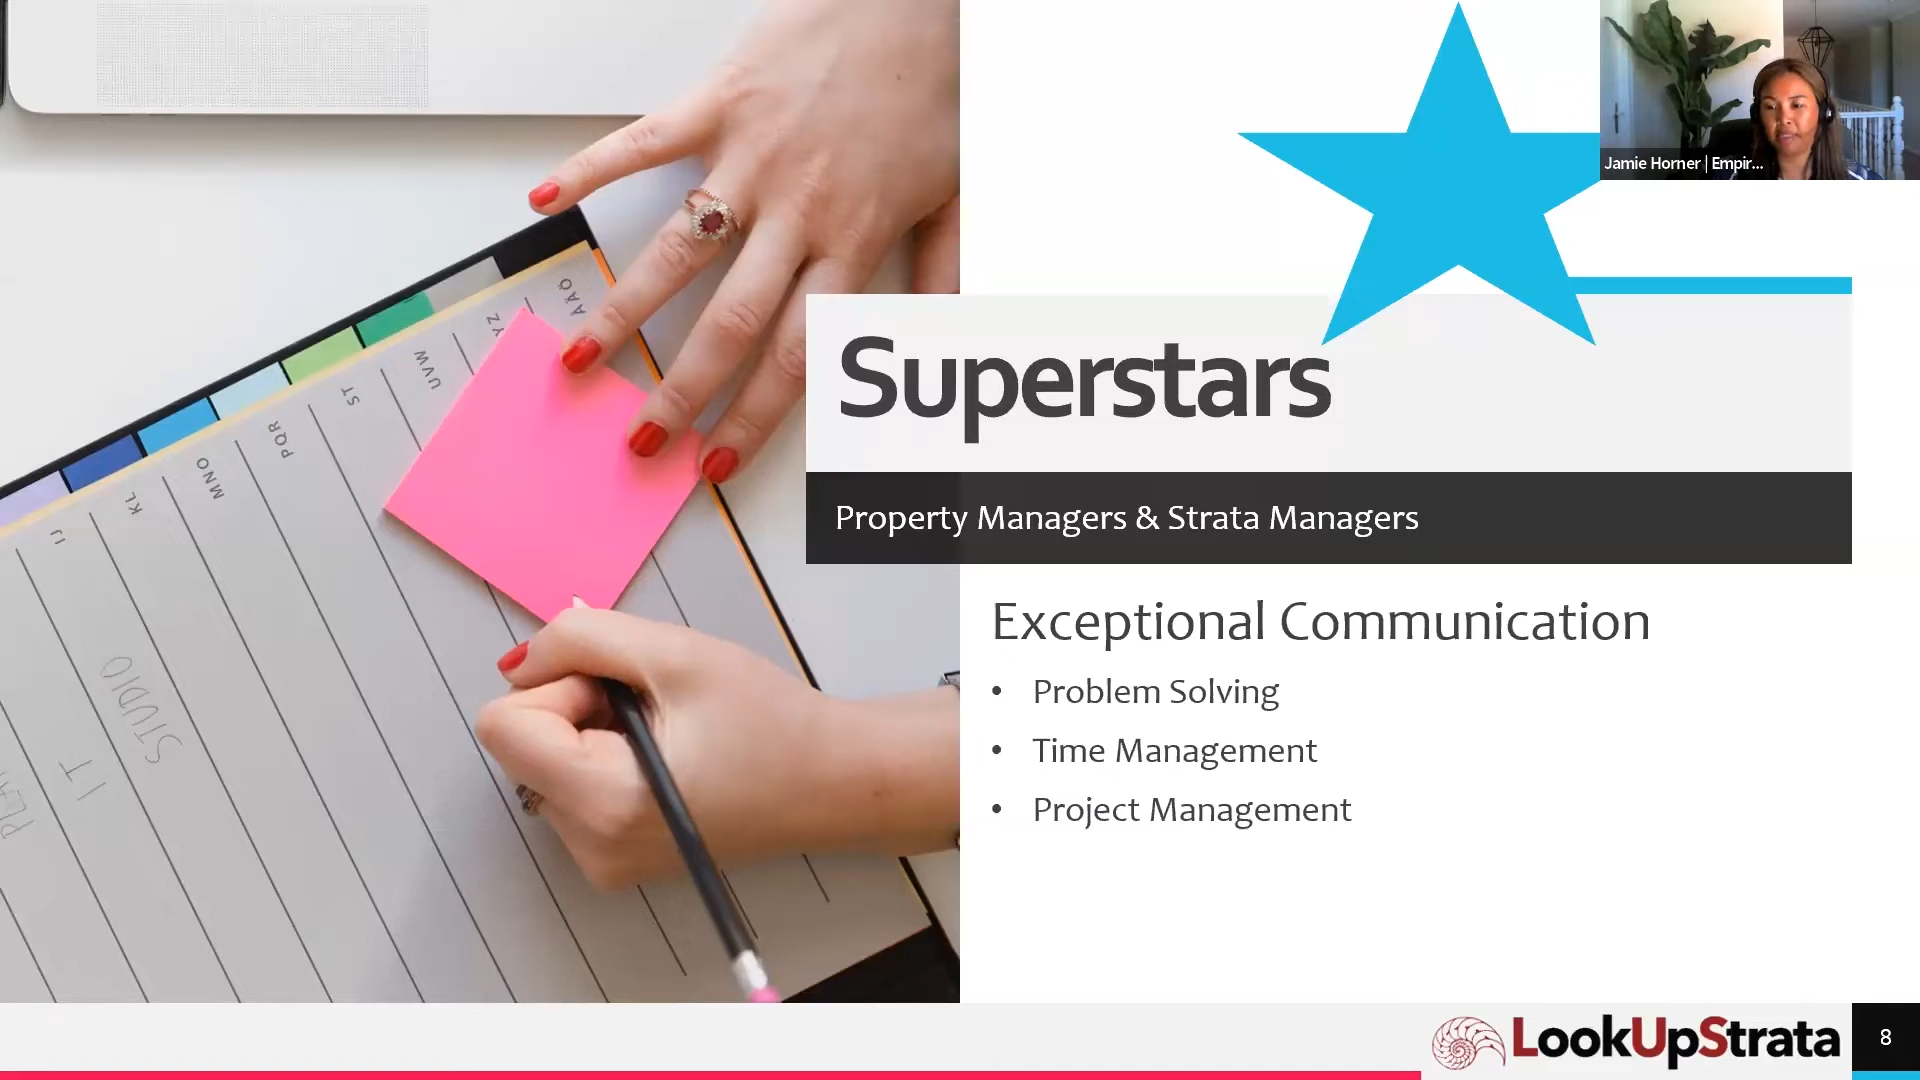 Jamie Horner | Empir...
Superstars
Property Managers & Strata Managers
Exceptional Communication
• Problem Solving
• Time Management
• Project Management
ÅÄÖ
YZ
UVW
ST
PQR
MNO
KL
IJ
STUDIO
IT
LookUpStrata
8